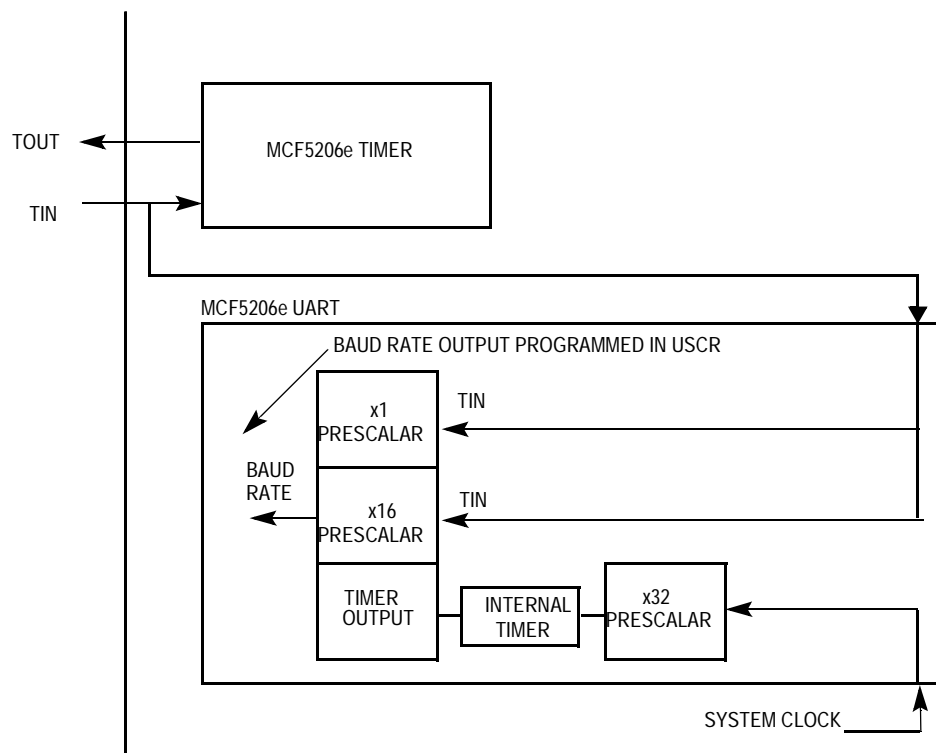 TOUT
MCF5206e TIMER
TIN
MCF5206e UART
BAUD RATE OUTPUT PROGRAMMED IN USCR
x1
PRESCALAR
TIN
BAUD
RATE
x16
PRESCALAR
TIN
TIMER
OUTPUT
INTERNAL
TIMER
x32
PRESCALAR
SYSTEM CLOCK